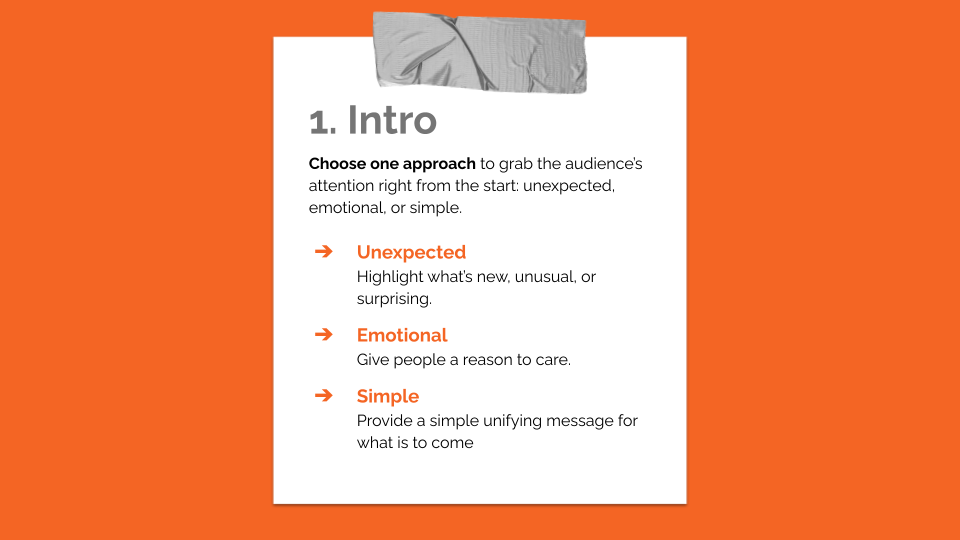 1. Intro
Choose one approach to grab the audience's
attention right from the start: unexpected,
emotional, or simple.
➔ Unexpected
Highlight what's new, unusual, or
surprising.
➔ Emotional
Give people a reason to care.
➔ Simple
Provide a simple unifying message for
what is to come